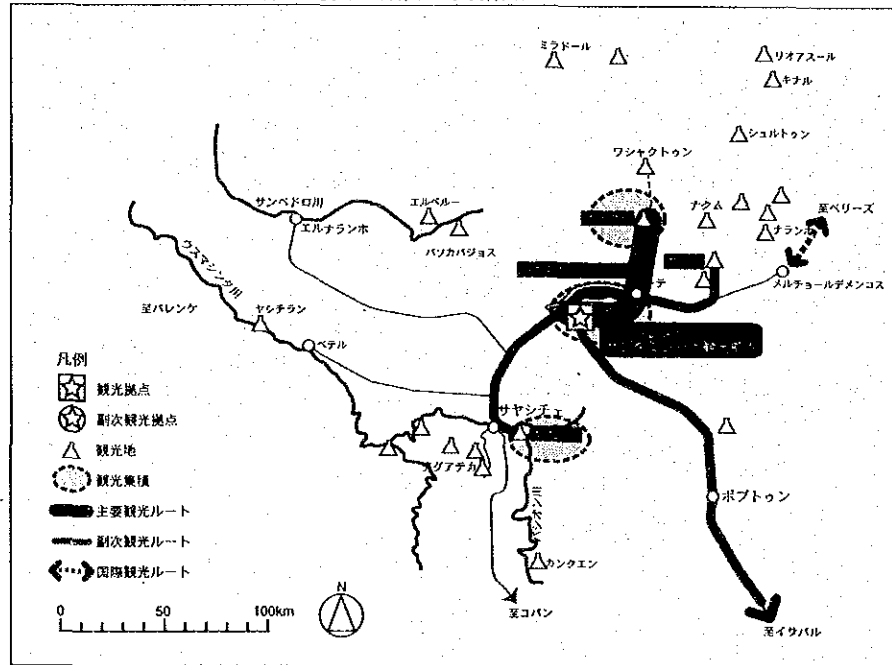 ミラドール
リオアスール
キナル
シュルトゥン
ワシャクトゥン
サンペドロ川
エルペルー
ナクム
至ベリーズ
エルナランホ
パソカバジョス
ナランホ
ウスマシンタ川
メルチョールデメンコス
至パレンケ
ヤシチラン
ベテル
凡例
観光拠点
副次観光拠点
観光地
観光集積
主要観光ルート
副次観光ルート
国際観光ルート
サヤシチェ
アグアテカ
パシオン川
ポプトゥン
カンクエン
至コバン
至イサバル
N
0 50 100km